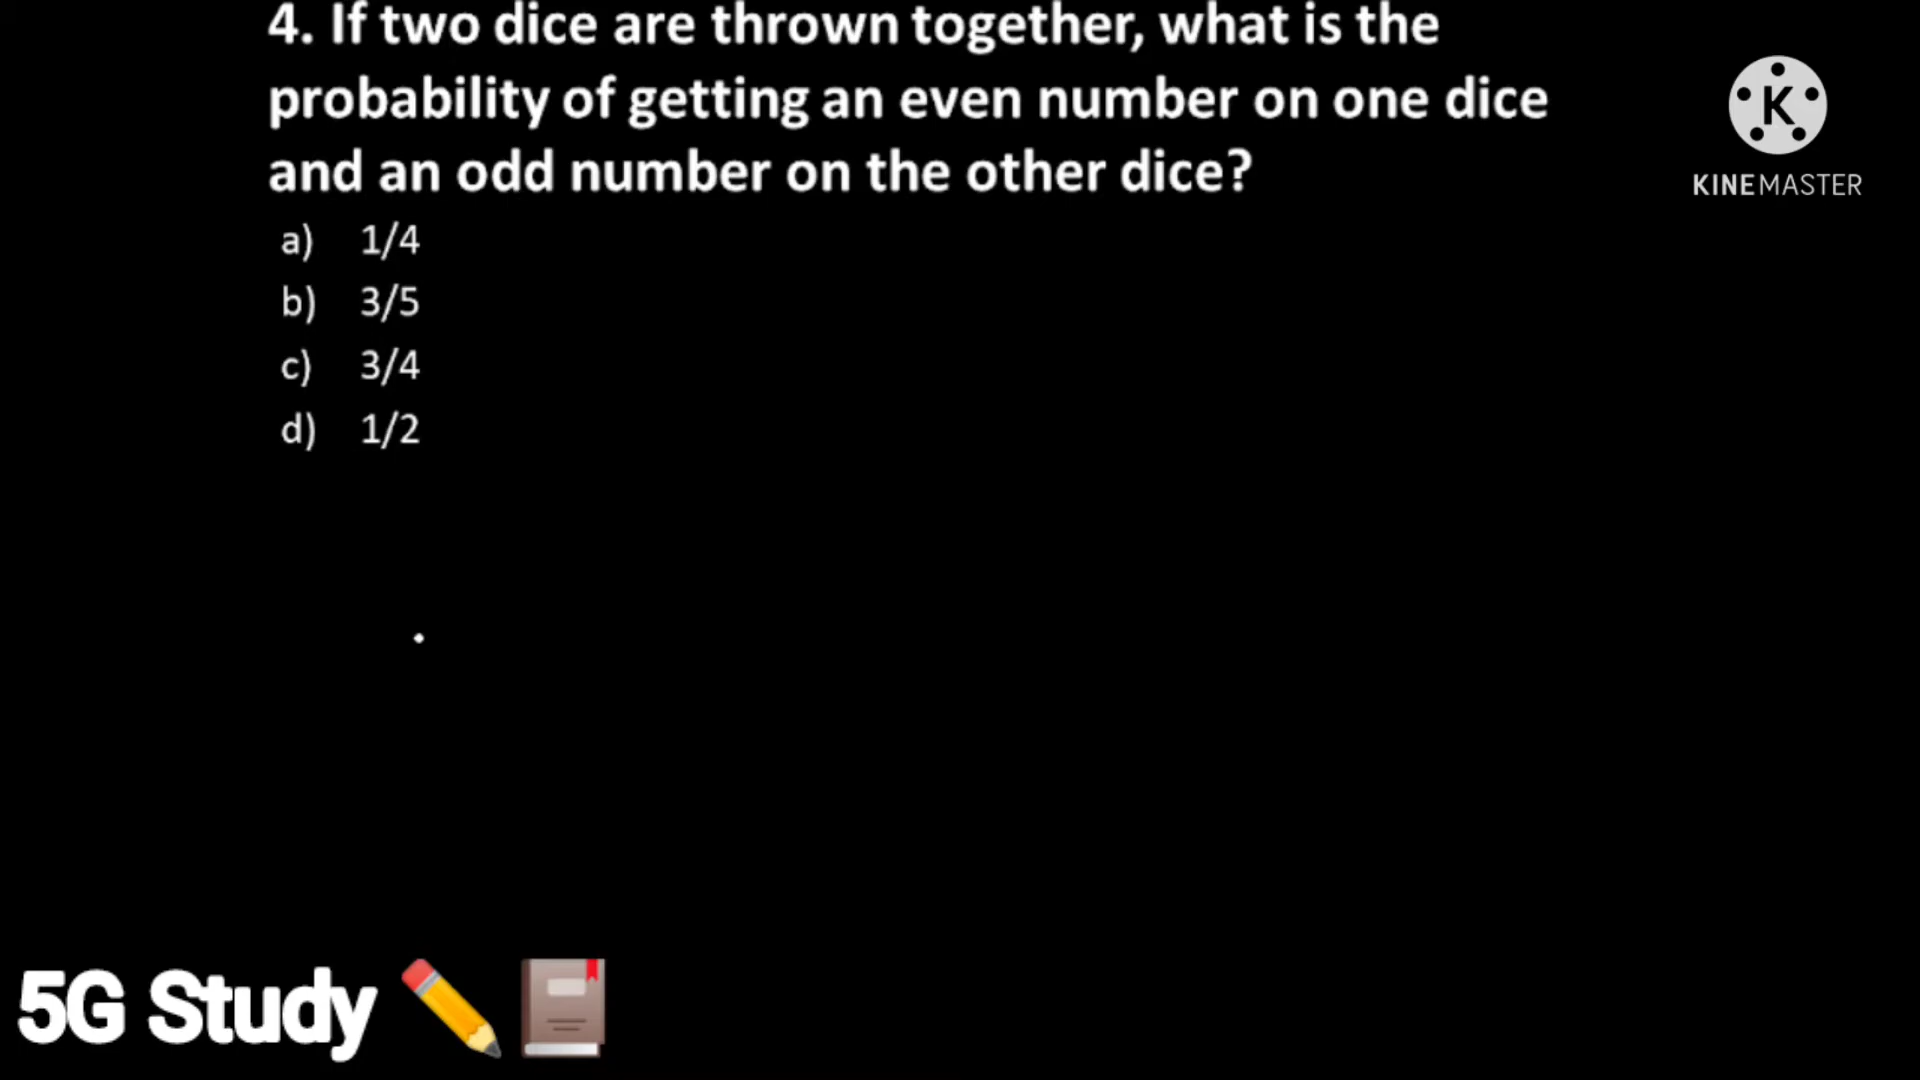 4. If two dice are thrown together, what is the
probability of getting an even number on one dice
and an odd number on the other dice?
a) 1/4
b) 3/5
c) 3/4
d) 1/2
K
KINEMASTER
5G Study